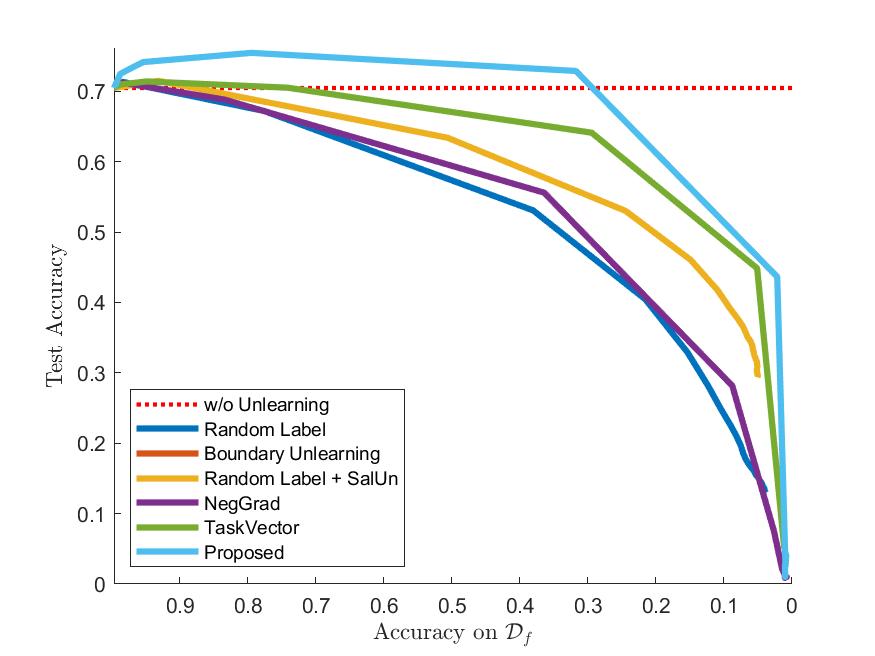 0.7
0.6
0.5
0.4
0.3
0.2
0.1
0
Test Accuracy
w/o Unlearning
Random Label
Boundary Unlearning
Random Label + SalUn
NegGrad
TaskVector
Proposed
0.9 0.8 0.7 0.6 0.5 0.4 0.3 0.2 0.1 0
Accuracy on 𝒟f